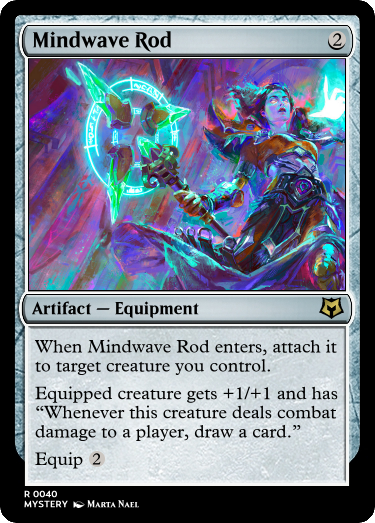 Mindwave Rod 2
Artifact — Equipment
When Mindwave Rod enters, attach it
to target creature you control.
Equipped creature gets +1/+1 and has
“Whenever this creature deals combat
damage to a player, draw a card.”
Equip 2
R 0040
MYSTERY Marta Nael